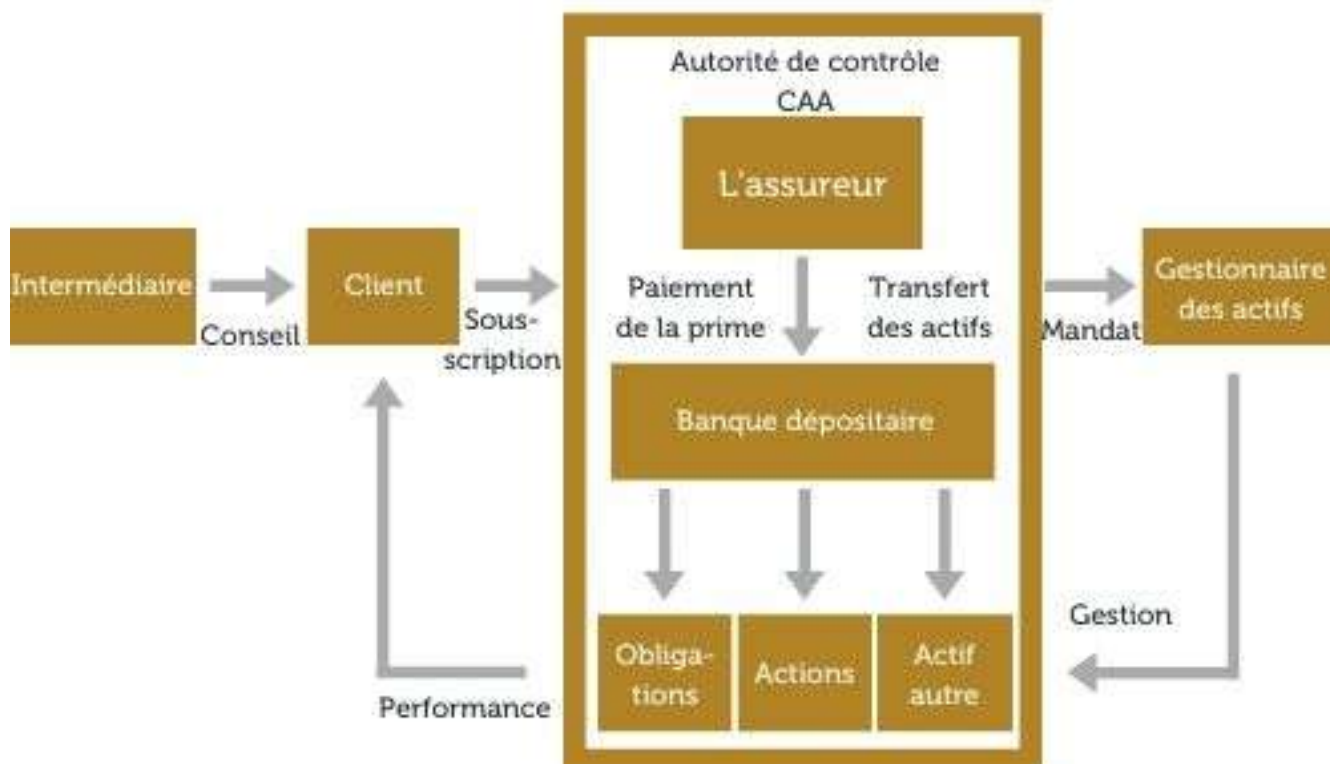 Autorité de contrôle
CAA
L'assureur
Intermédiaire
Conseil
Client
Sous-
scription
Paiement
de la prime
Transfert
des actifs
Mandat
Gestionnaire
des actifs
Banque dépositaire
Obliga-
tions
Actions
Actif
autre
Gestion
Performance